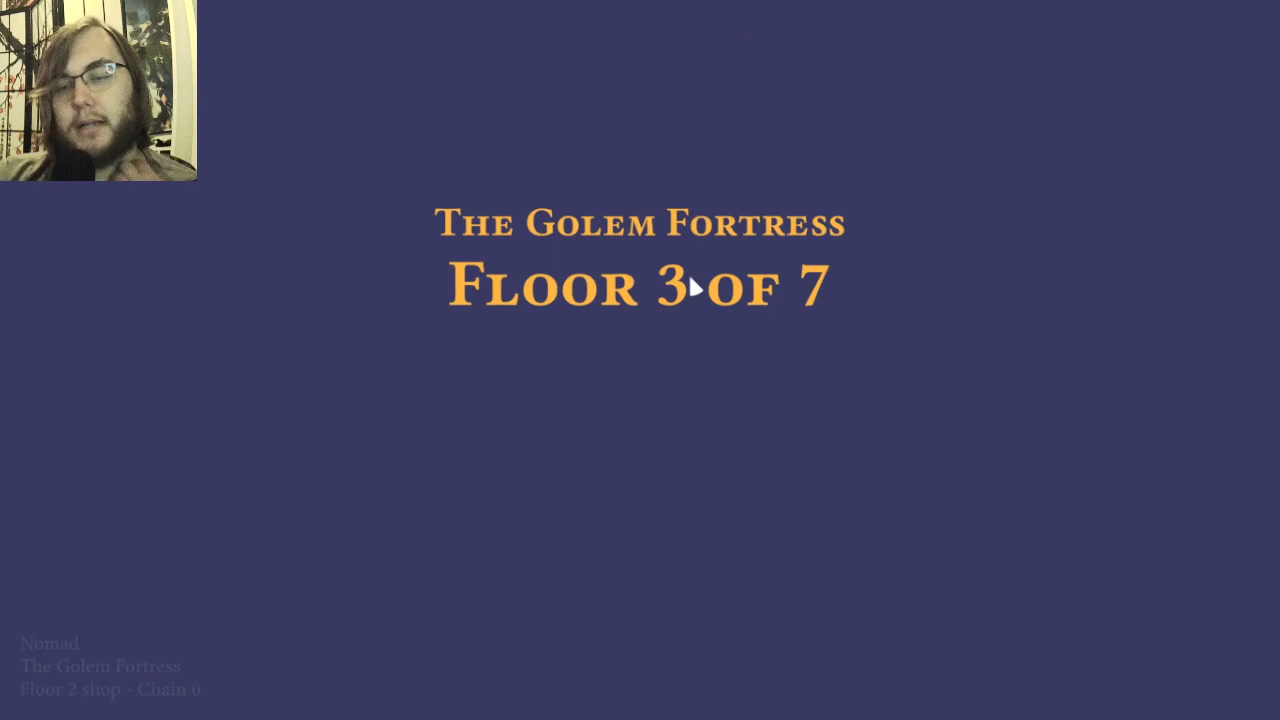 The Golem Fortress
Floor 3 of 7
Nomad
The Golem Fortress
Floor 2 shop - Chain 0